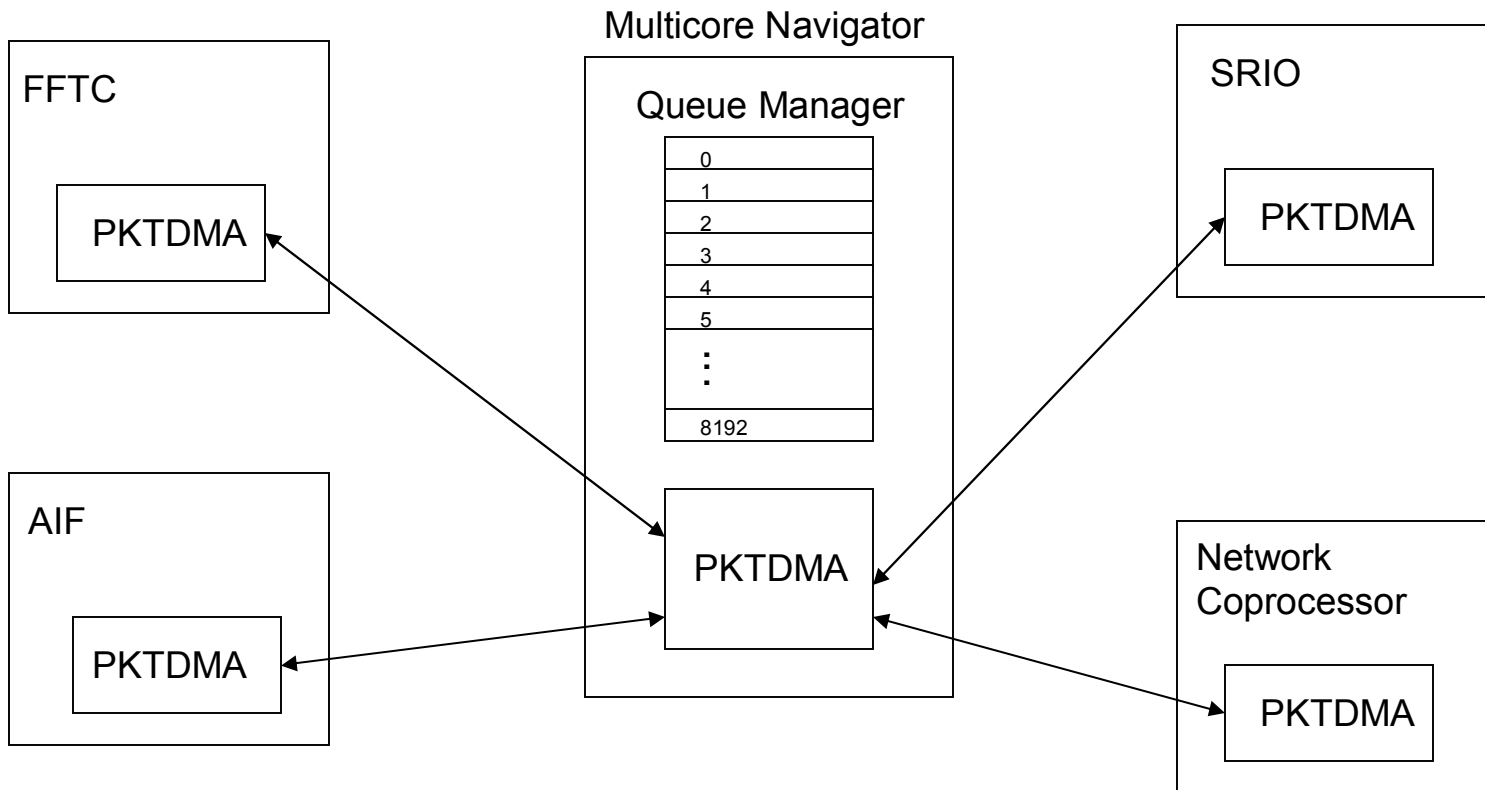 Multicore Navigator
FFTC
PKTDMA
AIF
PKTDMA
Queue Manager
0
1
2
3
4
5
⋮
8192
PKTDMA
SRIO
PKTDMA
Network
Coprocessor
PKTDMA